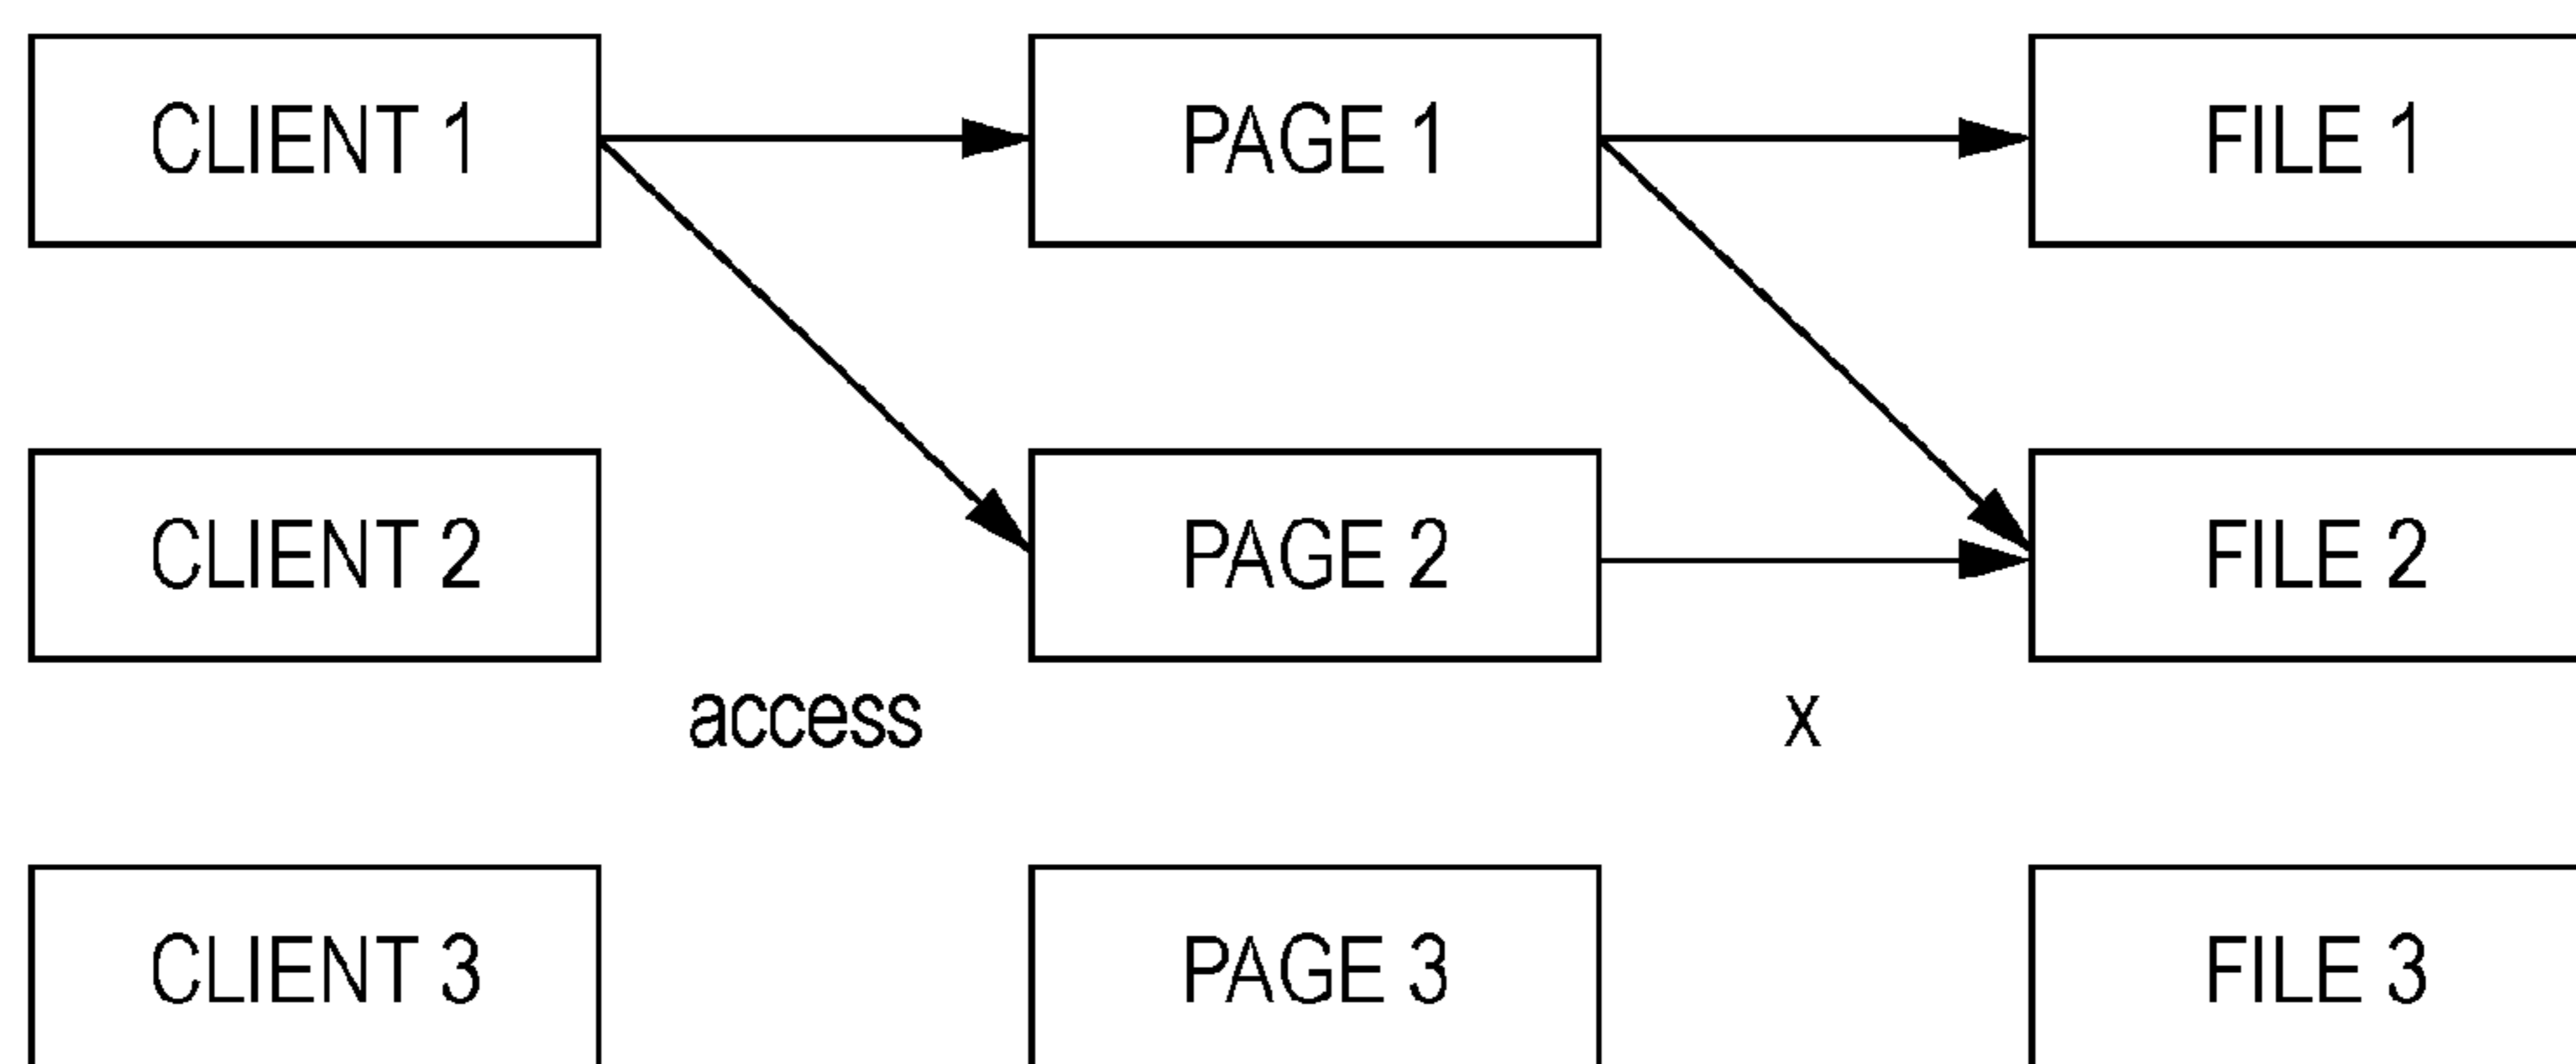 CLIENT 1
PAGE 1
FILE 1
CLIENT 2
PAGE 2
FILE 2
access
x
CLIENT 3
PAGE 3
FILE 3